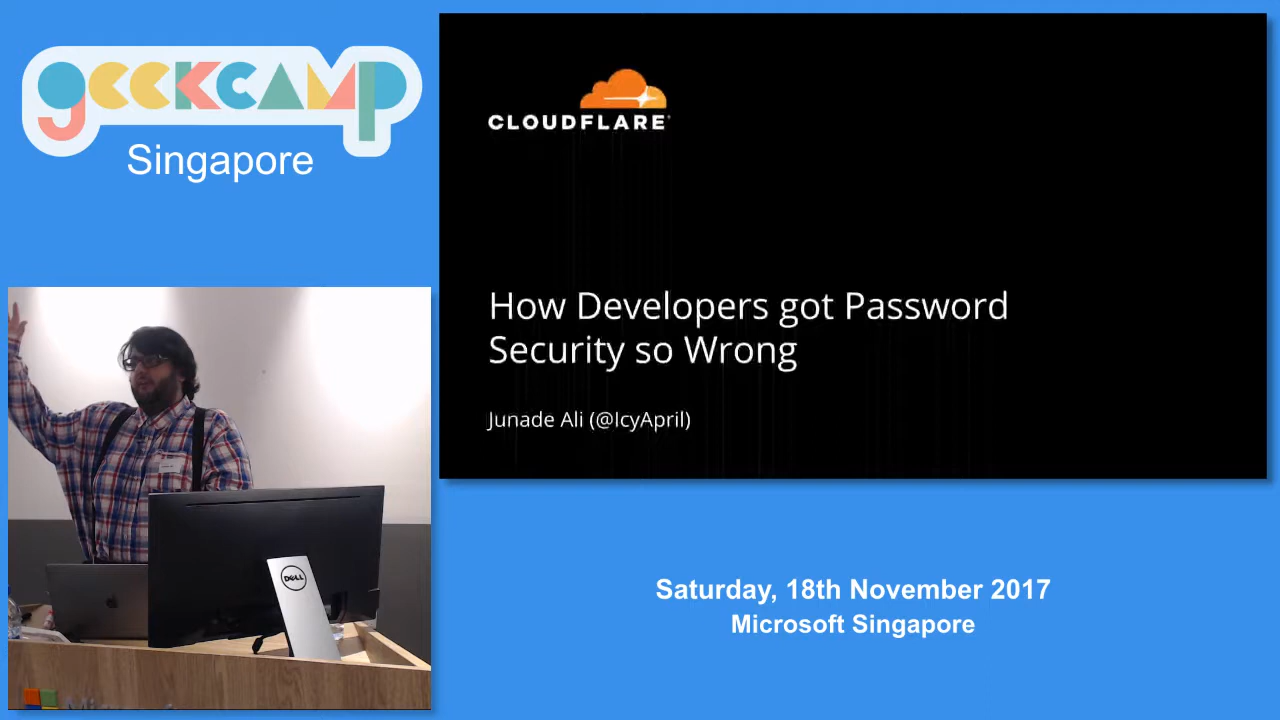 geekcamp
Singapore
CLOUDFLARE
How Developers got Password
Security so Wrong
Junade Ali (@IcyApril)
DELL
Saturday, 18th November 2017
Microsoft Singapore